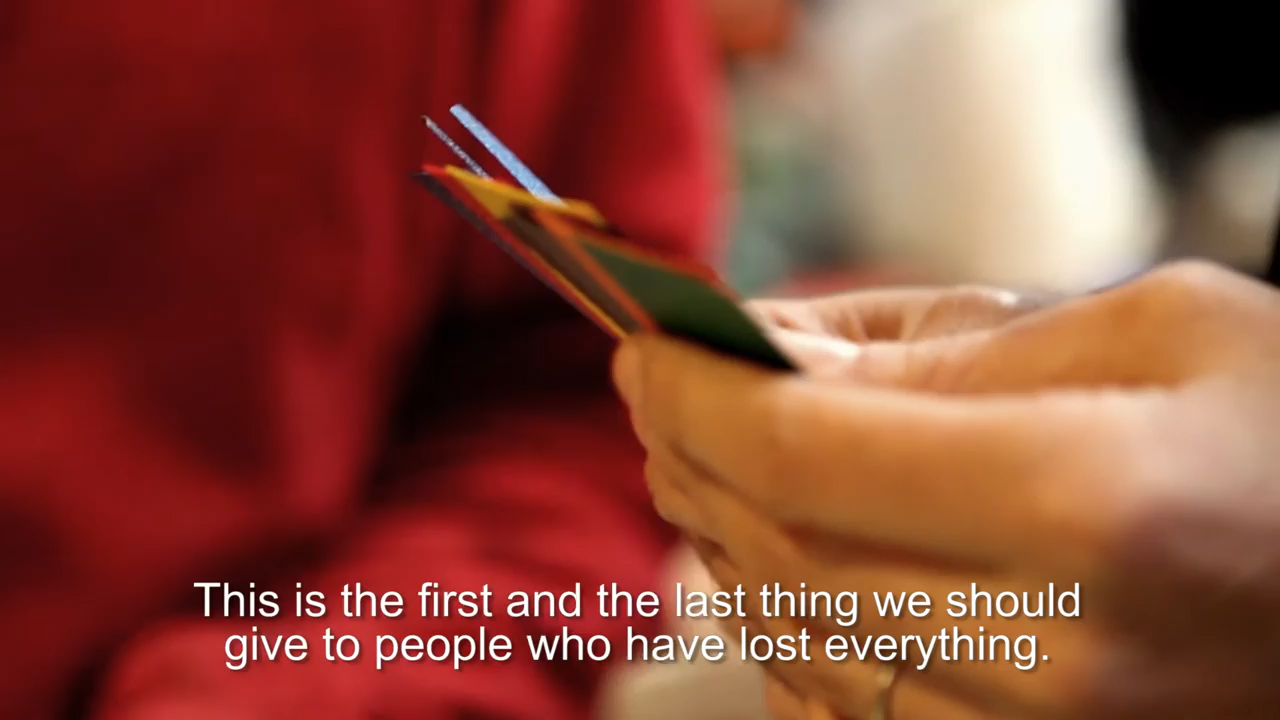 This is the first and the last thing we should
give to people who have lost everything.